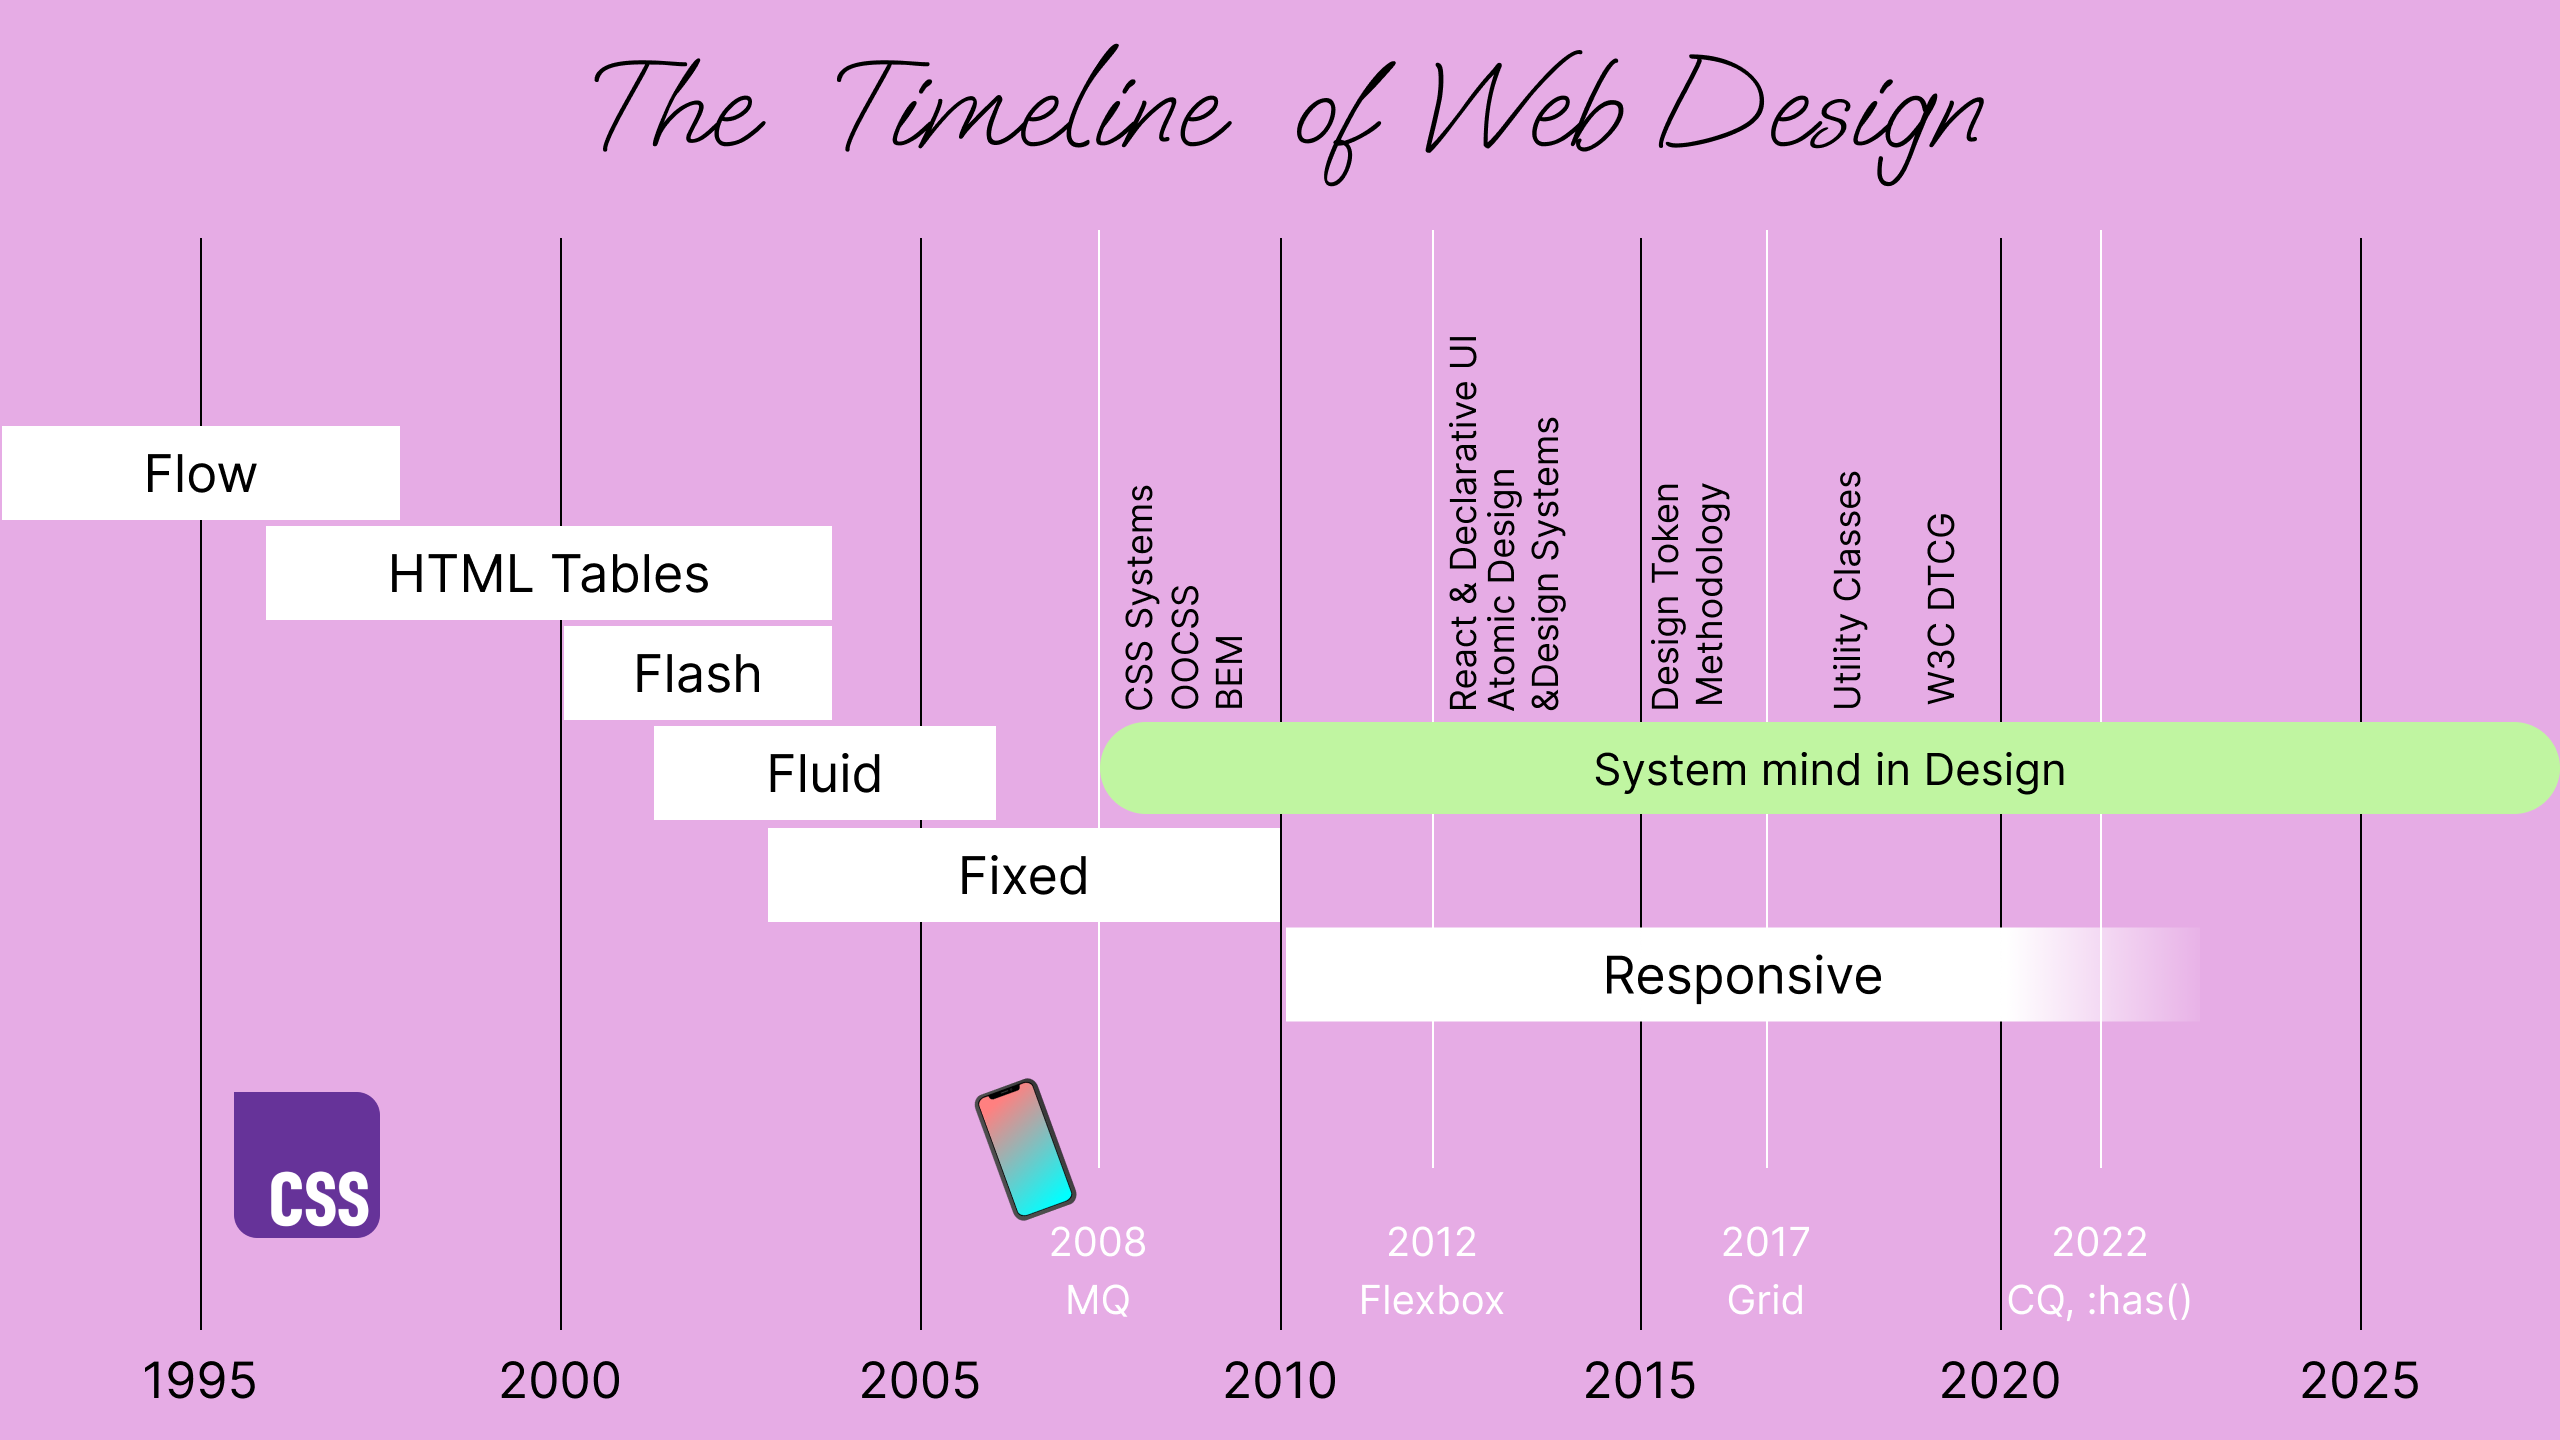 The Timeline of Web Design
Flow
HTML Tables
Flash
Fluid
Fixed
Responsive
CSS Systems
OOCSS
BEM
React & Declarative UI
Atomic Design
&Design Systems
Design Token
Methodology
Utility Classes
W3C DTCG
System mind in Design
CSS
2008
MQ
2012
Flexbox
2017
Grid
2022
CQ, :has()
1995
2000
2005
2010
2015
2020
2025